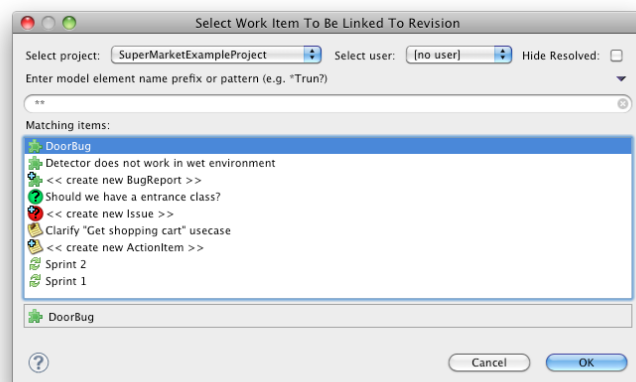 Select Work Item To Be Linked To Revision
Select project: SuperMarketExampleProject Select user: [no user] Hide Resolved:
Enter model element name prefix or pattern (e.g. *Trun?)
**
Matching items:
DoorBug
Detector does not work in wet environment
<< create new BugReport >>
Should we have a entrance class?
<< create new Issue >>
Clarify "Get shopping cart" usecase
<< create new ActionItem >>
Sprint 2
Sprint 1
DoorBug
Cancel OK